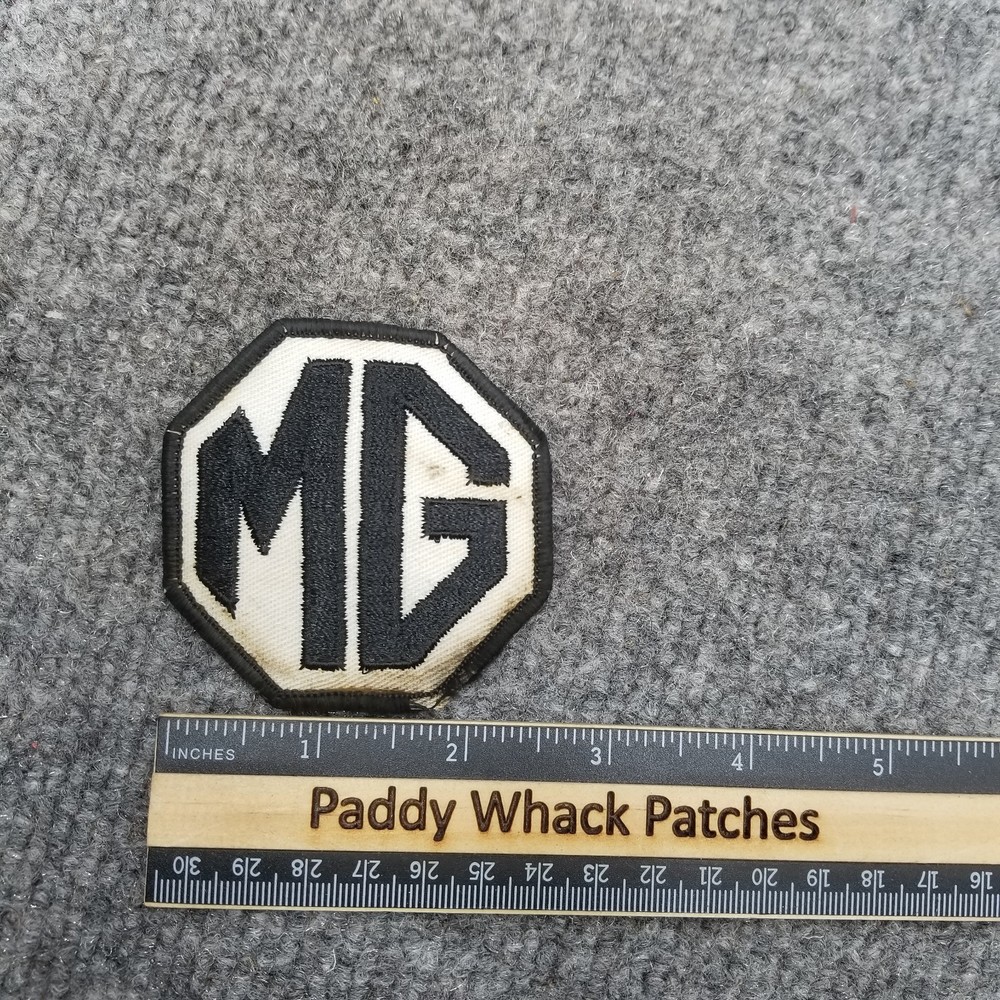 MG
INCHES 1 2 3 4 5
Paddy Whack Patches
30 29 28 27 26 25 24 23 22 21 20 19 18 17 16